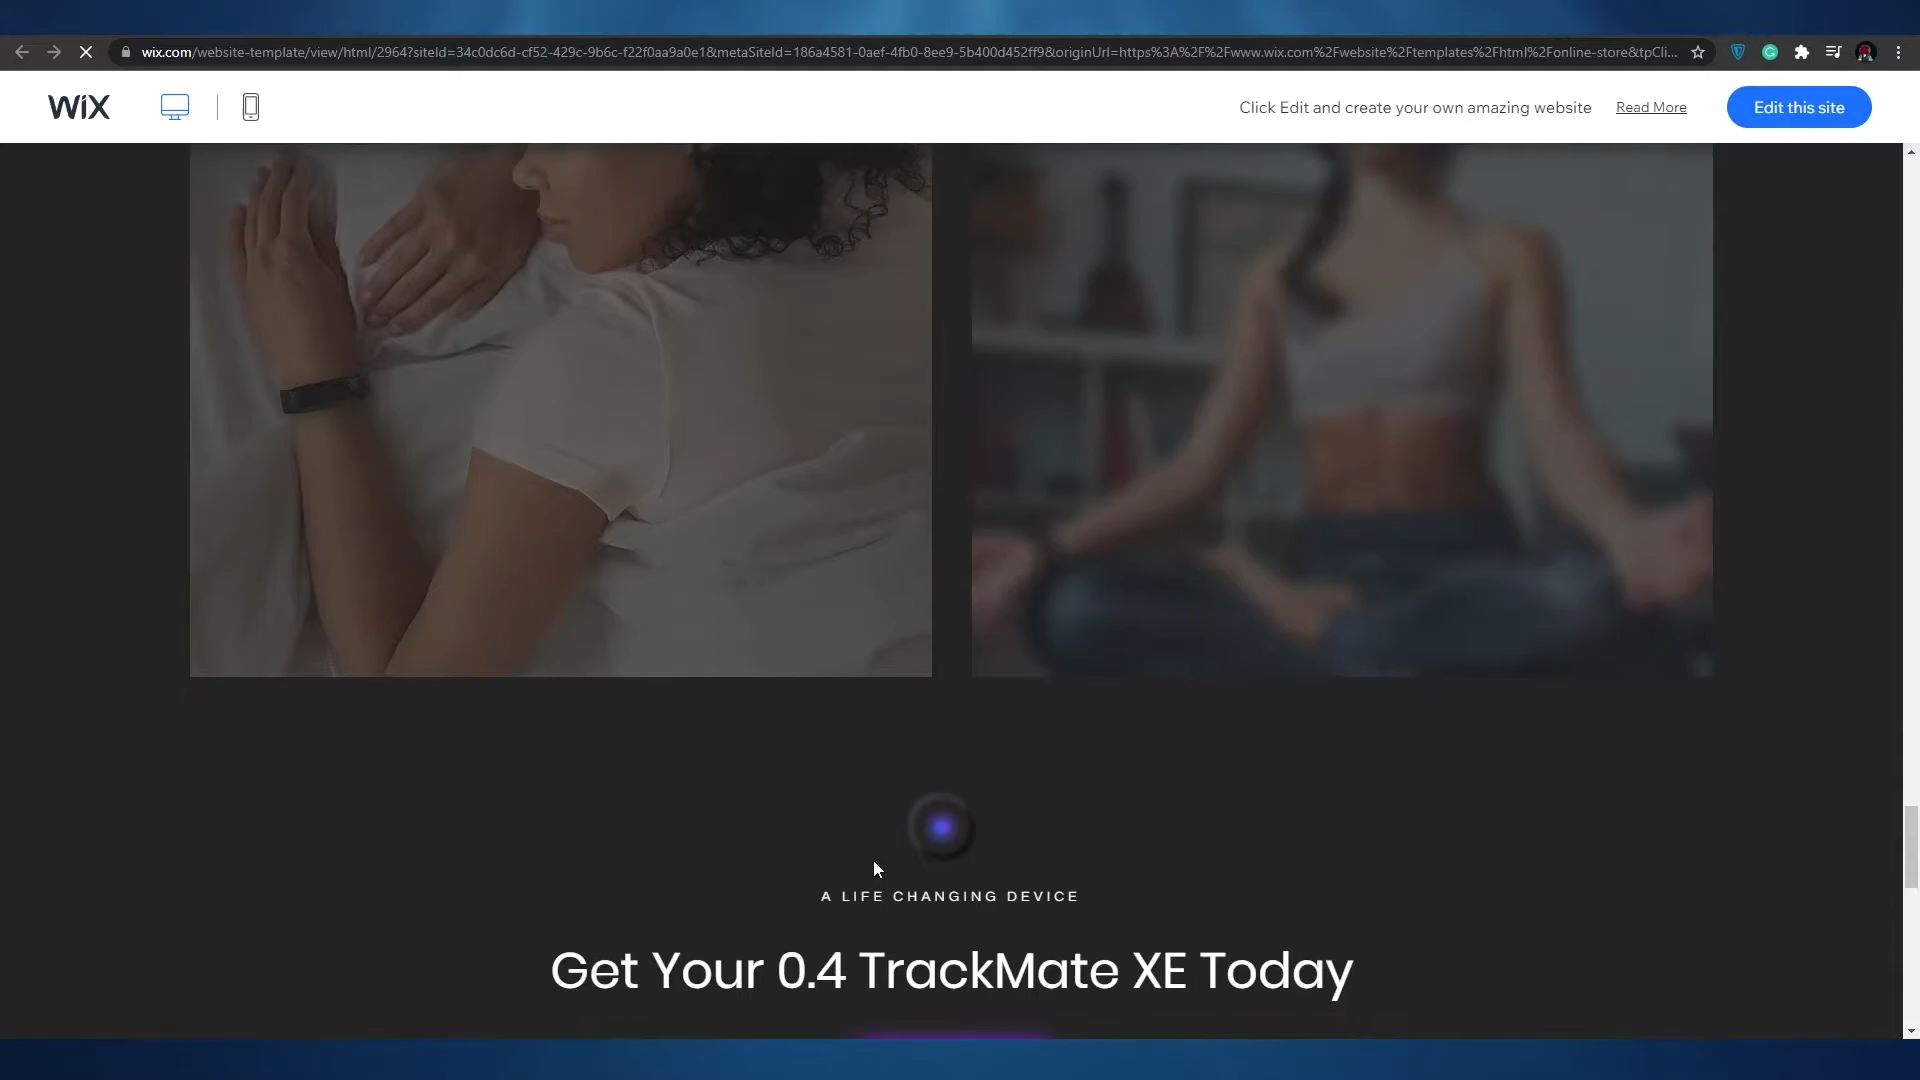 wix.com/website-template/view/html/2964?siteId=34c0dc6d-cf52-429c-9b6c-f22f0aa9a0e1&metaSiteId=186a4581-0aef-4fb0-8ee9-5b400d452ff9&originUrl=https%3A%2F%2Fwww.wix.com%2Fwebsite%2Ftemplates%2Fhtml%2Fonline-store&tpCli...
WiX
Click Edit and create your own amazing website Read More Edit this site
A LIFE CHANGING DEVICE
Get Your 0.4 TrackMate XE Today